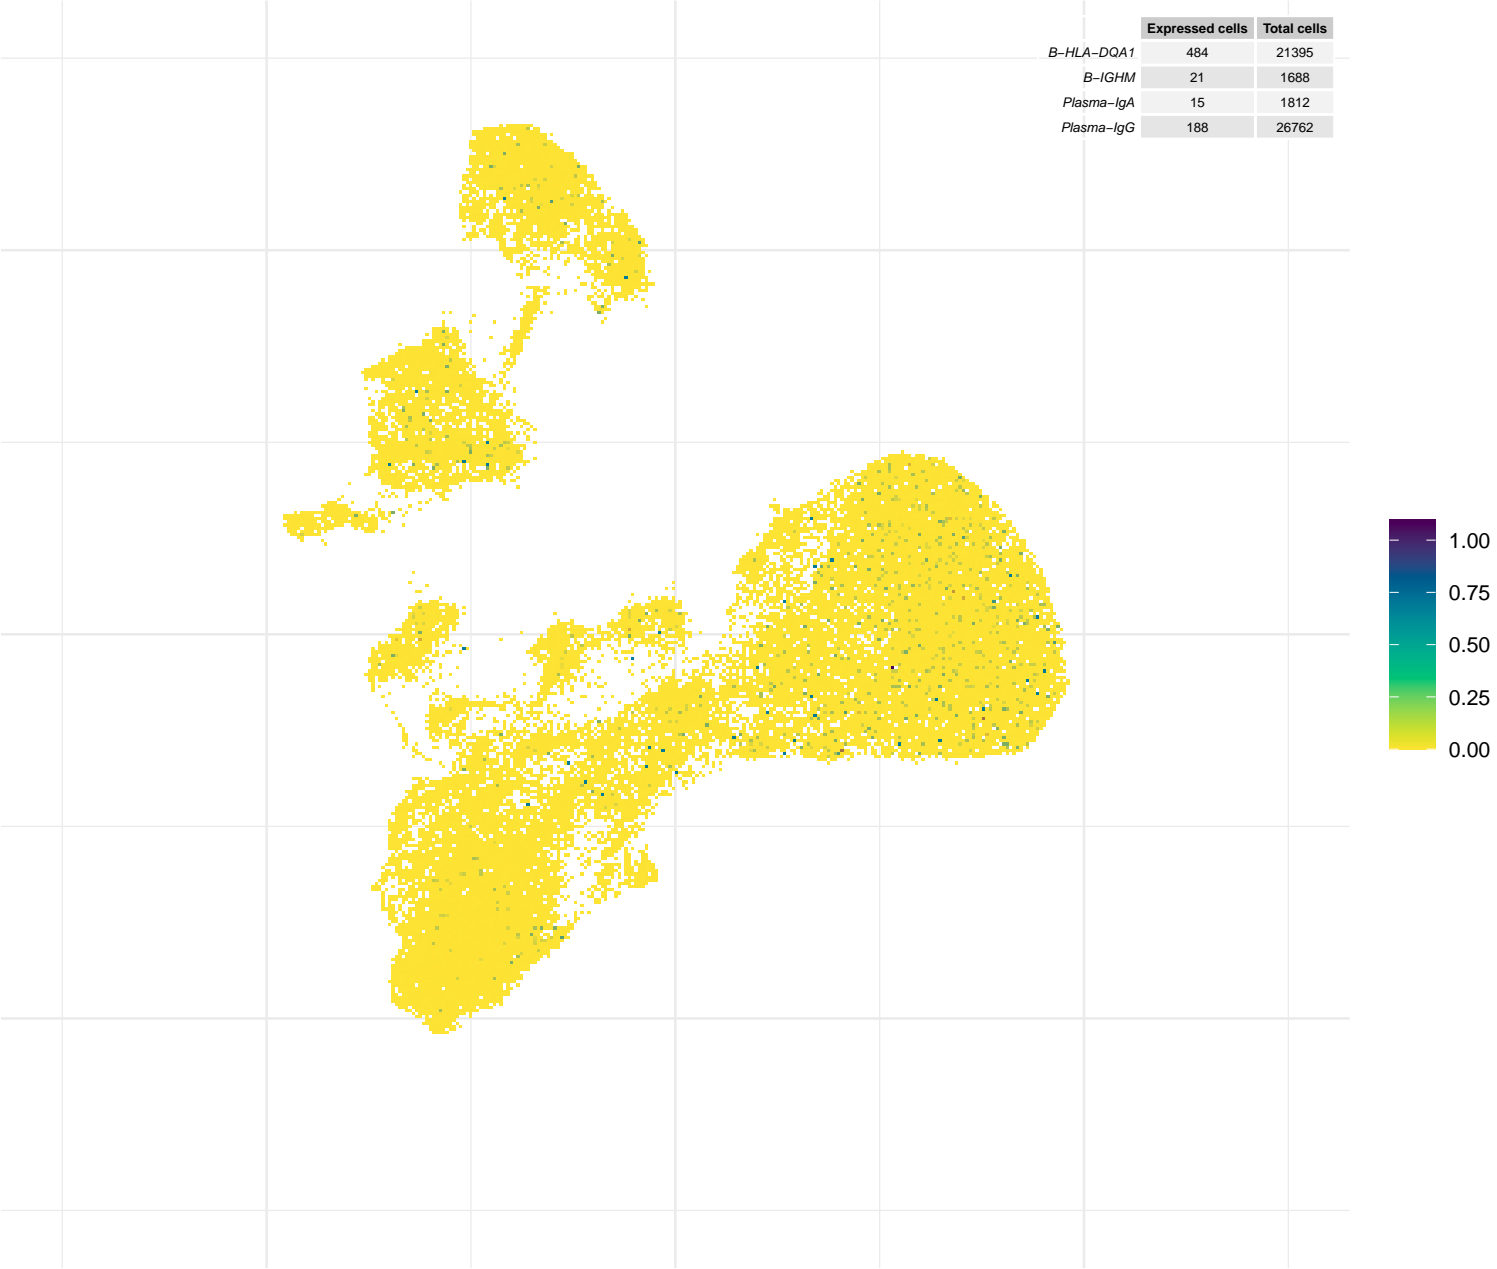 Expressed cells Total cells
B−HLA−DQA1 484 21395
B−IGHM 21 1688
Plasma−IgA 15 1812
Plasma−IgG 188 26762
1.00
0.75
0.50
0.25
0.00